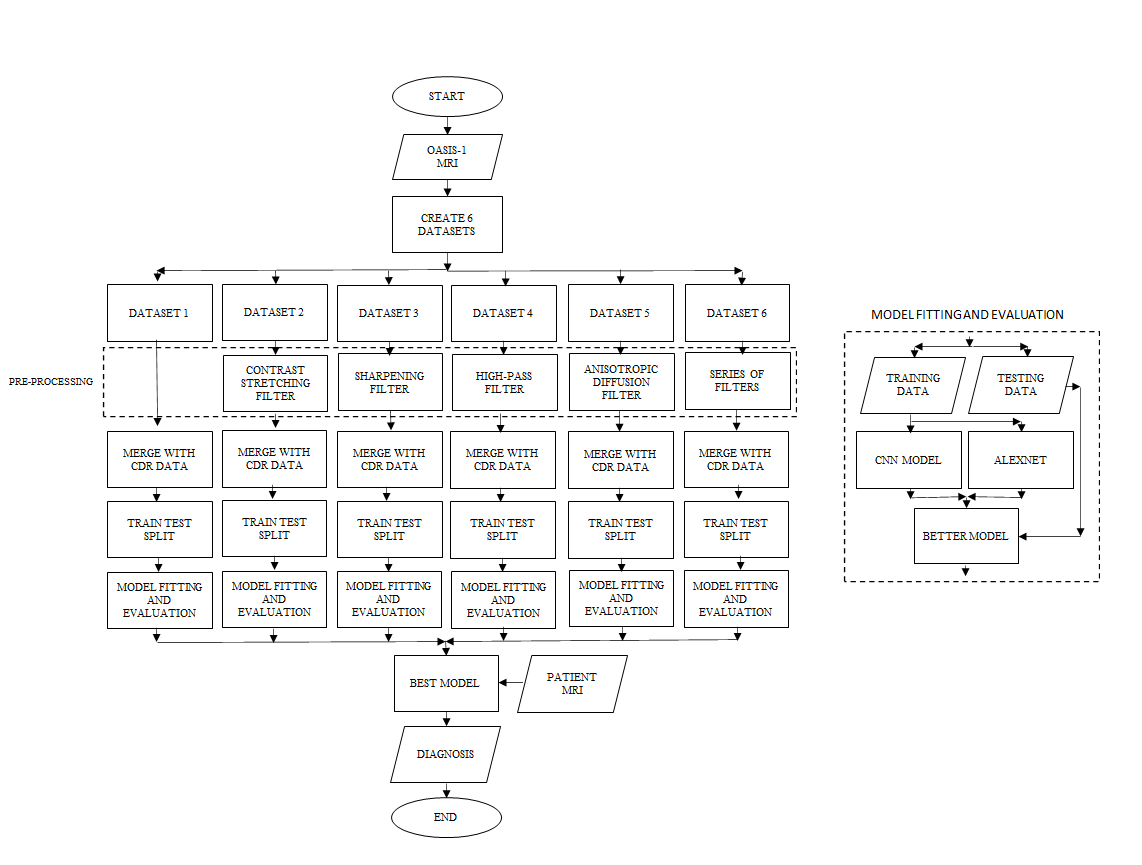 START
OASIS-1
MRI
CREATE 6
DATASETS
DATASET 1
DATASET 2
DATASET 3
DATASET 4
DATASET 5
DATASET 6
PRE-PROCESSING
CONTRAST
STRETCHING
FILTER
SHARPENING
FILTER
HIGH-PASS
FILTER
ANISOTROPIC
DIFFUSION
FILTER
SERIES OF
FILTERS
MERGE WITH
CDR DATA
MERGE WITH
CDR DATA
MERGE WITH
CDR DATA
MERGE WITH
CDR DATA
MERGE WITH
CDR DATA
MERGE WITH
CDR DATA
TRAIN TEST
SPLIT
TRAIN TEST
SPLIT
TRAIN TEST
SPLIT
TRAIN TEST
SPLIT
TRAIN TEST
SPLIT
TRAIN TEST
SPLIT
MODEL FITTING
AND
EVALUATION
MODEL FITTING
AND
EVALUATION
MODEL FITTING
AND
EVALUATION
MODEL FITTING
AND
EVALUATION
MODEL FITTING
AND
EVALUATION
MODEL FITTING
AND
EVALUATION
BEST MODEL
PATIENT
MRI
DIAGNOSIS
END
MODEL FITTING AND EVALUATION
TRAINING
DATA
TESTING
DATA
CNN MODEL
ALEXNET
BETTER MODEL